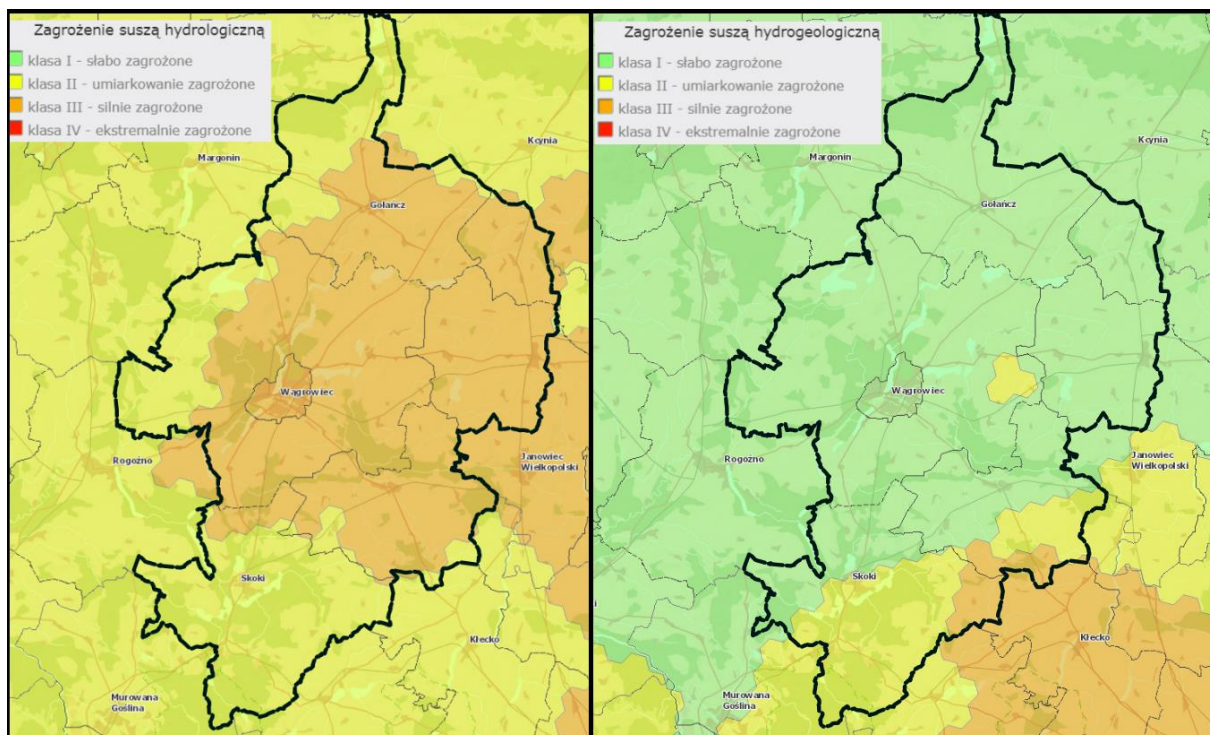 Zagrożenie suszą hydrologiczną
klasa I - słabo zagrożone
klasa II - umiarkowanie zagrożone
klasa III - silnie zagrożone
klasa IV - ekstremalnie zagrożone
Kcynia
Margonin
Gołańcz
Wągrowiec
Rogoźno
Janowiec
Wielkopolski
Skoki
Kłecko
Murowana
Goślina
Zagrożenie suszą hydrogeologiczną
klasa I - słabo zagrożone
klasa II - umiarkowanie zagrożone
klasa III - silnie zagrożone
klasa IV - ekstremalnie zagrożone
Kcynia
Margonin
Gołańcz
Wągrowiec
Rogoźno
Janowiec
Wielkopolski
Skoki
Kłecko
Murowana
Goślina